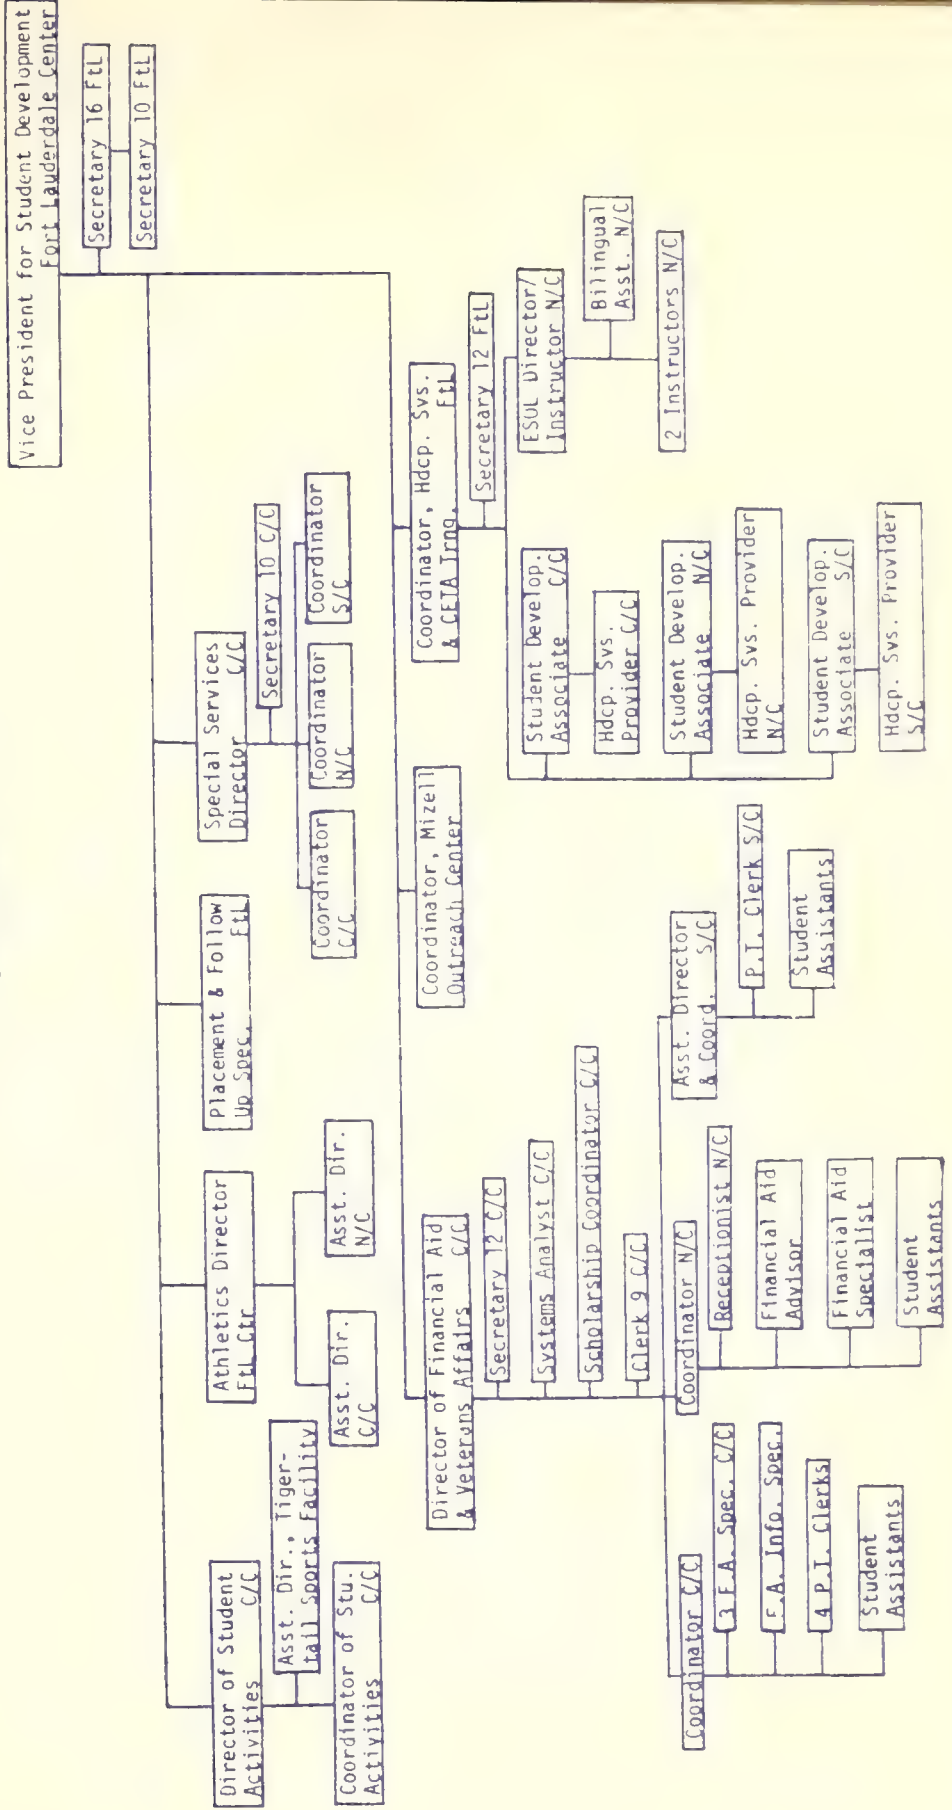 Vice President for Student Development
Fort Lauderdale Center
Secretary 16 FtL
Secretary 10 FtL
Director of Student
Activities C/C
Asst. Dir., Tiger-
tail Sports Facility
Coordinator of Stu.
Activities C/C
Athletics Director
FtL Ctr
Asst. Dir.
C/C
Asst. Dir.
N/C
Placement & Follow
Up Spec. FtL
Special Services
Director C/C
Secretary 10 C/C
Coordinator
C/C
Coordinator
N/C
Coordinator
S/C
Director of Financial Aid
& Veterans Affairs C/C
Secretary 12 C/C
Systems Analyst C/C
Scholarship Coordinator C/C
Clerk 9 C/C
Coordinator C/C
3 F.A. Spec. C/C
F.A. Info. Spec.
4 P.T. Clerks
Student
Assistants
Coordinator N/C
Receptionist N/C
Financial Aid
Advisor
Financial Aid
Specialist
Student
Assistants
Asst. Director
& Coord. S/C
P.T. Clerk S/C
Student
Assistants
Coordinator, Mizell
Outreach Center
Coordinator, Hdcp. Svs.
& CETA Trng. FtL
Secretary 12 FtL
Student Develop.
Associate C/C
Hdcp. Svs.
Provider C/C
Student Develop.
Associate N/C
Hdcp. Svs. Provider
N/C
Student Develop.
Associate S/C
Hdcp. Svs. Provider
S/C
ESOL Director/
Instructor N/C
Bilingual
Asst. N/C
2 Instructors N/C